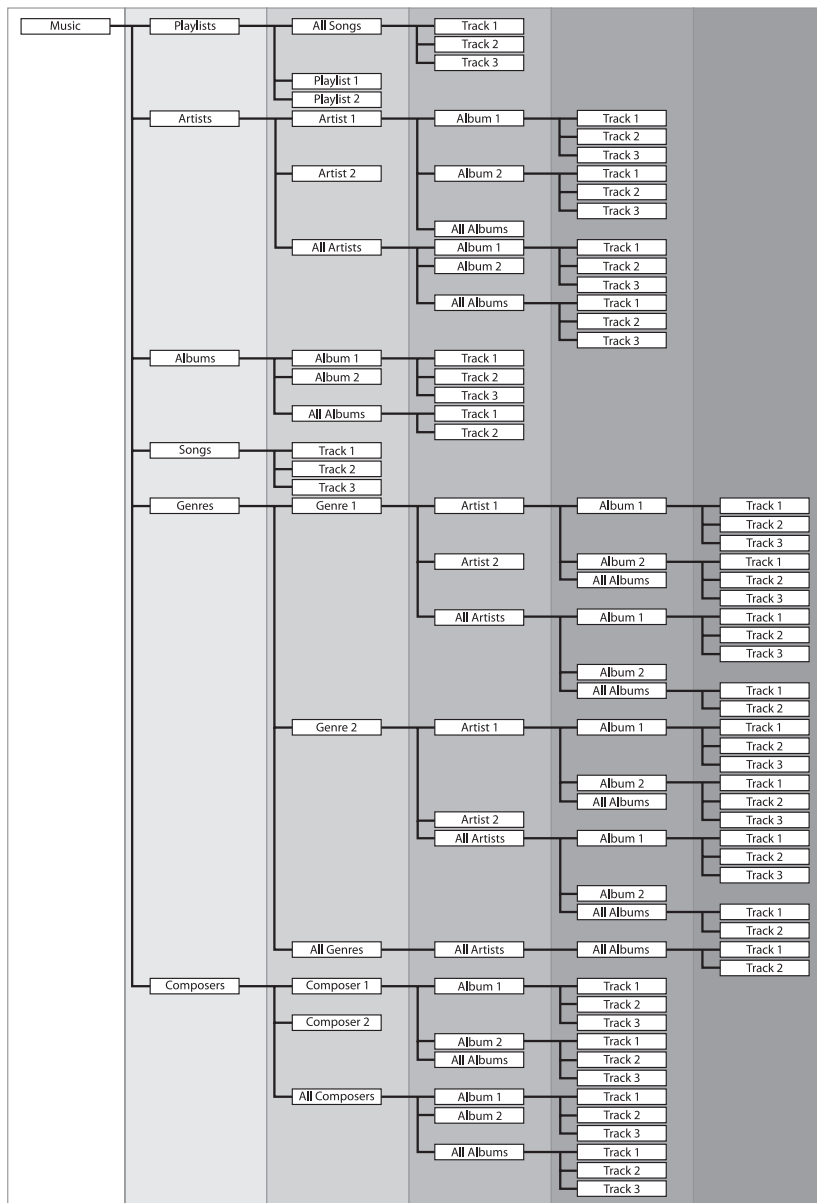 Music Playlists All Songs Track 1
Track 2
Track 3
Playlist 1
Playlist 2
Artists Artist 1 Album 1 Track 1
Track 2
Track 3
Artist 2 Album 2 Track 1
Track 2
Track 3
All Albums
All Artists Album 1 Track 1
Album 2 Track 2
Track 3
All Albums Track 1
Track 2
Track 3
Albums Album 1 Track 1
Album 2 Track 2
Track 3
All Albums Track 1
Track 2
Songs Track 1
Track 2
Track 3
Genres Genre 1 Artist 1 Album 1 Track 1
Track 2
Track 3
Artist 2 Album 2 Track 1
All Albums Track 2
Track 3
All Artists Album 1 Track 1
Track 2
Track 3
Album 2
All Albums Track 1
Track 2
Genre 2 Artist 1 Album 1 Track 1
Track 2
Track 3
Album 2 Track 1
All Albums Track 2
Artist 2 Track 3
All Artists Album 1 Track 1
Track 2
Track 3
Album 2
All Albums Track 1
Track 2
All Genres All Artists All Albums Track 1
Track 2
Composers Composer 1 Album 1 Track 1
Track 2
Composer 2 Track 3
Album 2 Track 1
All Albums Track 2
Track 3
All Composers Album 1 Track 1
Album 2 Track 2
Track 3
All Albums Track 1
Track 2
Track 3